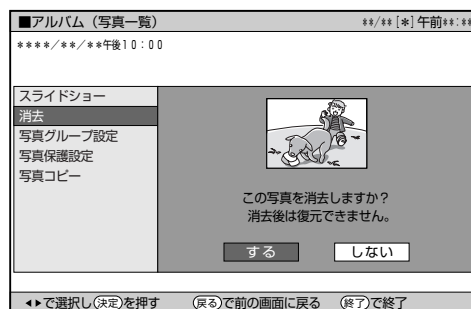 ■アルバム（写真一覧）　**/**[*]午前**:**
****/**/**午後10:00
スライドショー
消去
写真グループ設定
写真保護設定
写真コピー
この写真を消去しますか？
消去後は復元できません。
する　しない
◀▶で選択し(決定)を押す　(戻る)で前の画面に戻る　(終了)で終了